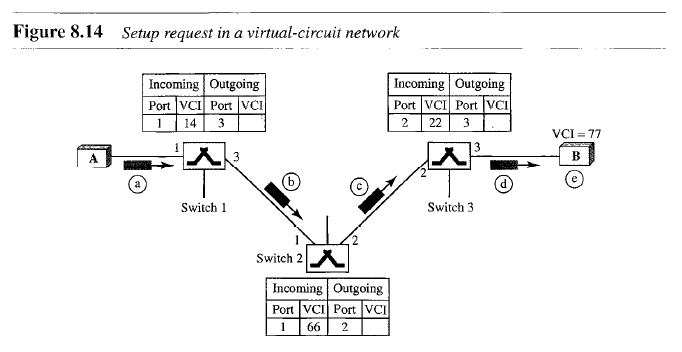 Figure 8.14 Setup request in a virtual-circuit network
Incoming Outgoing
Port VCI Port VCI
1 14 3
Incoming Outgoing
Port VCI Port VCI
2 22 3
VCI = 77
A
1
3
a
Switch 1
b
c
2
3
Switch 3
d
B
e
1
2
Switch 2
Incoming Outgoing
Port VCI Port VCI
1 66 2